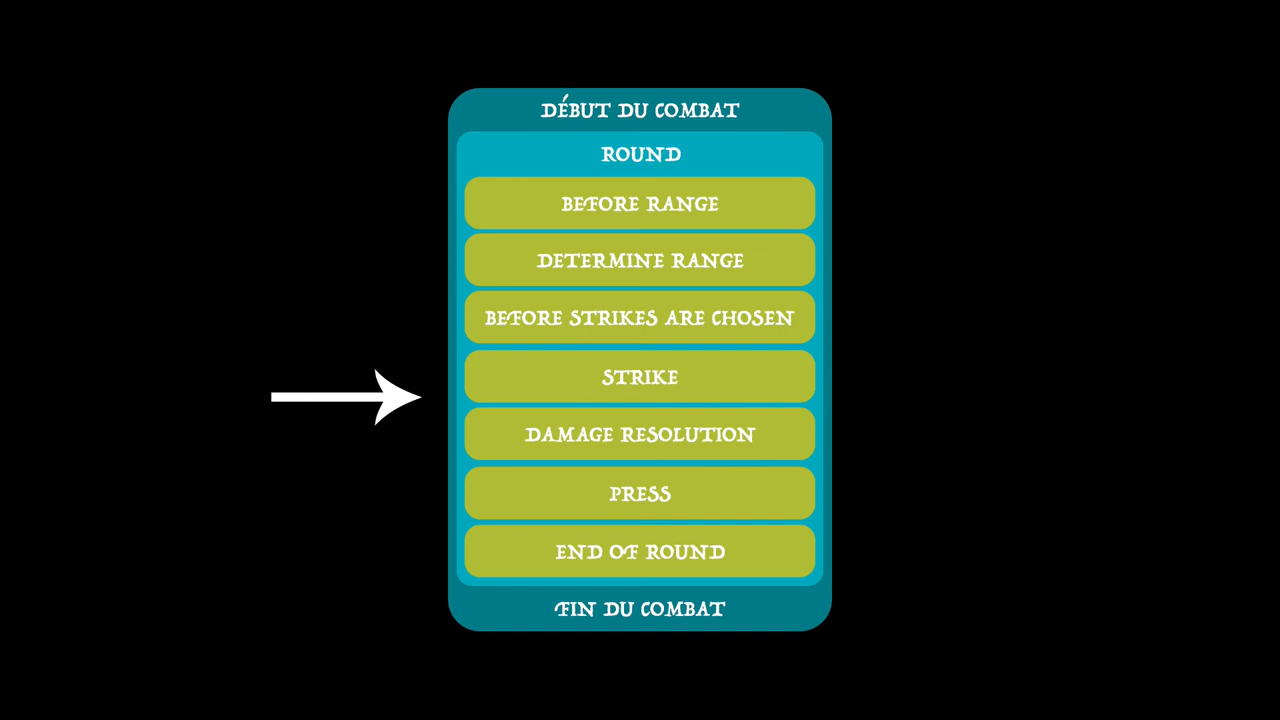 DÉBUT DU COMBAT
ROUND
BEFORE RANGE
DETERMINE RANGE
BEFORE STRIKES ARE CHOSEN
STRIKE
DAMAGE RESOLUTION
PRESS
END OF ROUND
FIN DU COMBAT